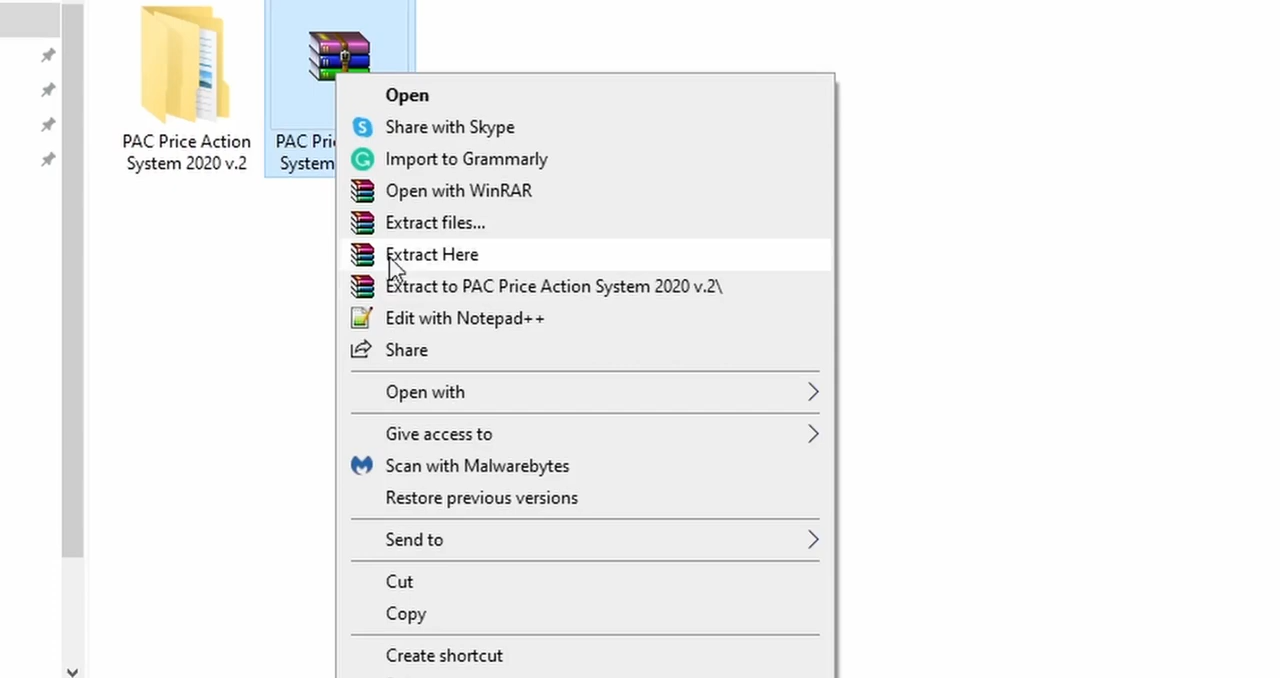 PAC Price Action
System 2020 v.2
PAC
System
Open
Share with Skype
Import to Grammarly
Open with WinRAR
Extract files...
Extract Here
Extract to PAC Price Action System 2020 v.2\
Edit with Notepad++
Share
Open with
Give access to
Scan with Malwarebytes
Restore previous versions
Send to
Cut
Copy
Create shortcut